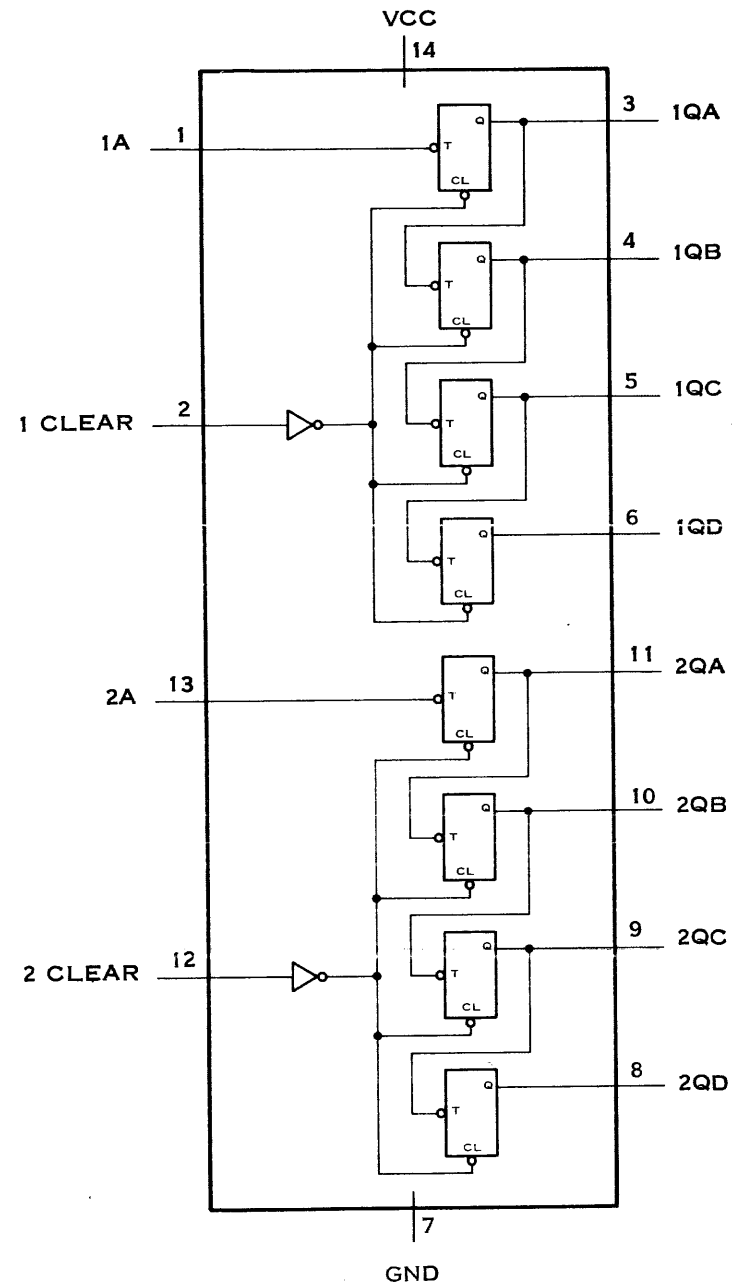 VCC
14
3 1QA
1A 1
Q
T
CL
4 1QB
Q
T
CL
5 1QC
Q
1 CLEAR 2
T
CL
6 1QD
Q
T
CL
11 2QA
Q
2A 13
T
CL
10 2QB
Q
T
CL
9 2QC
Q
2 CLEAR 12
T
CL
8 2QD
Q
T
CL
7
GND